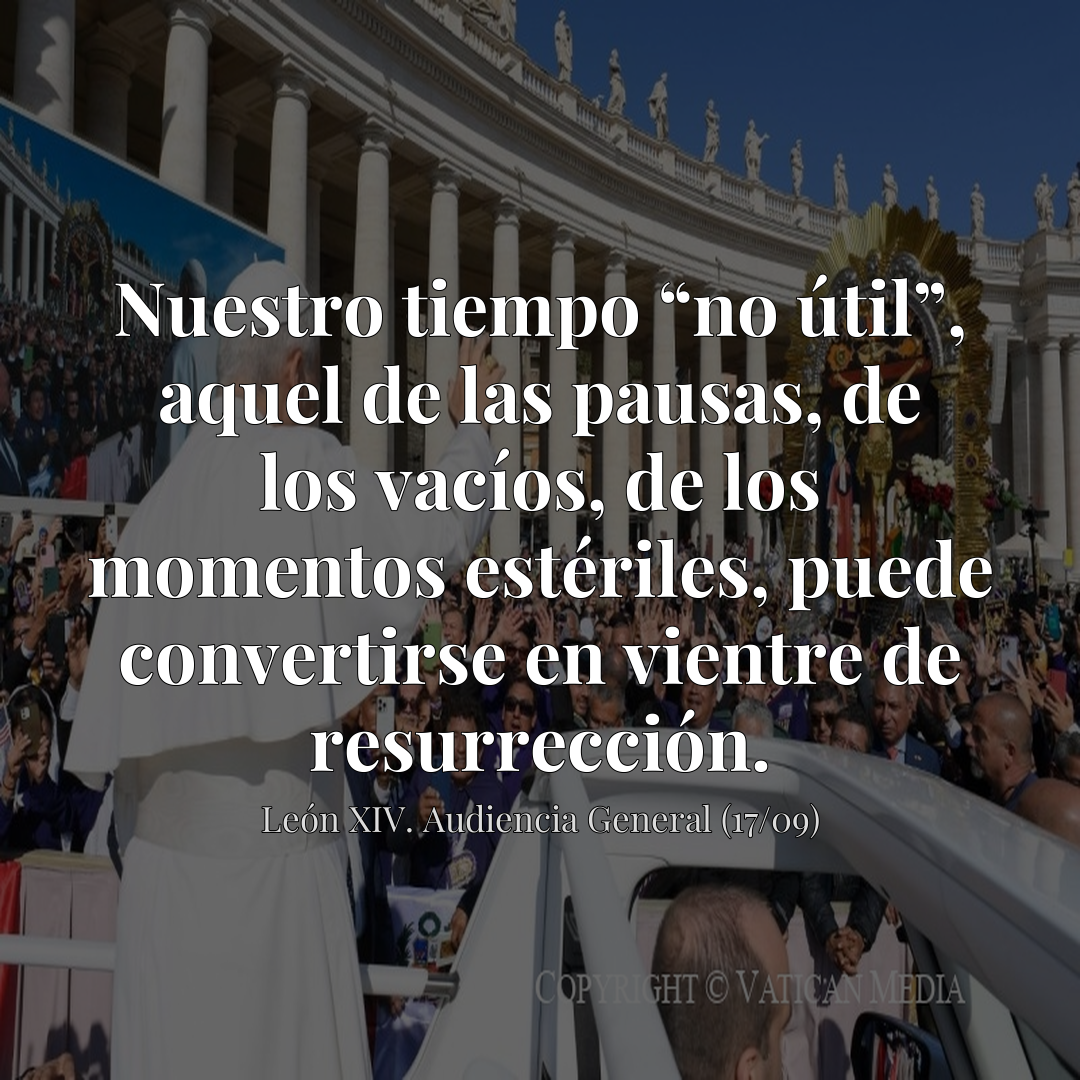 Nuestro tiempo “no útil”,
aquel de las pausas, de
los vacíos, de los
momentos estériles, puede
convertirse en vientre de
resurrección.
León XIV. Audiencia General (17/09)
COPYRIGHT © VATICAN MEDIA